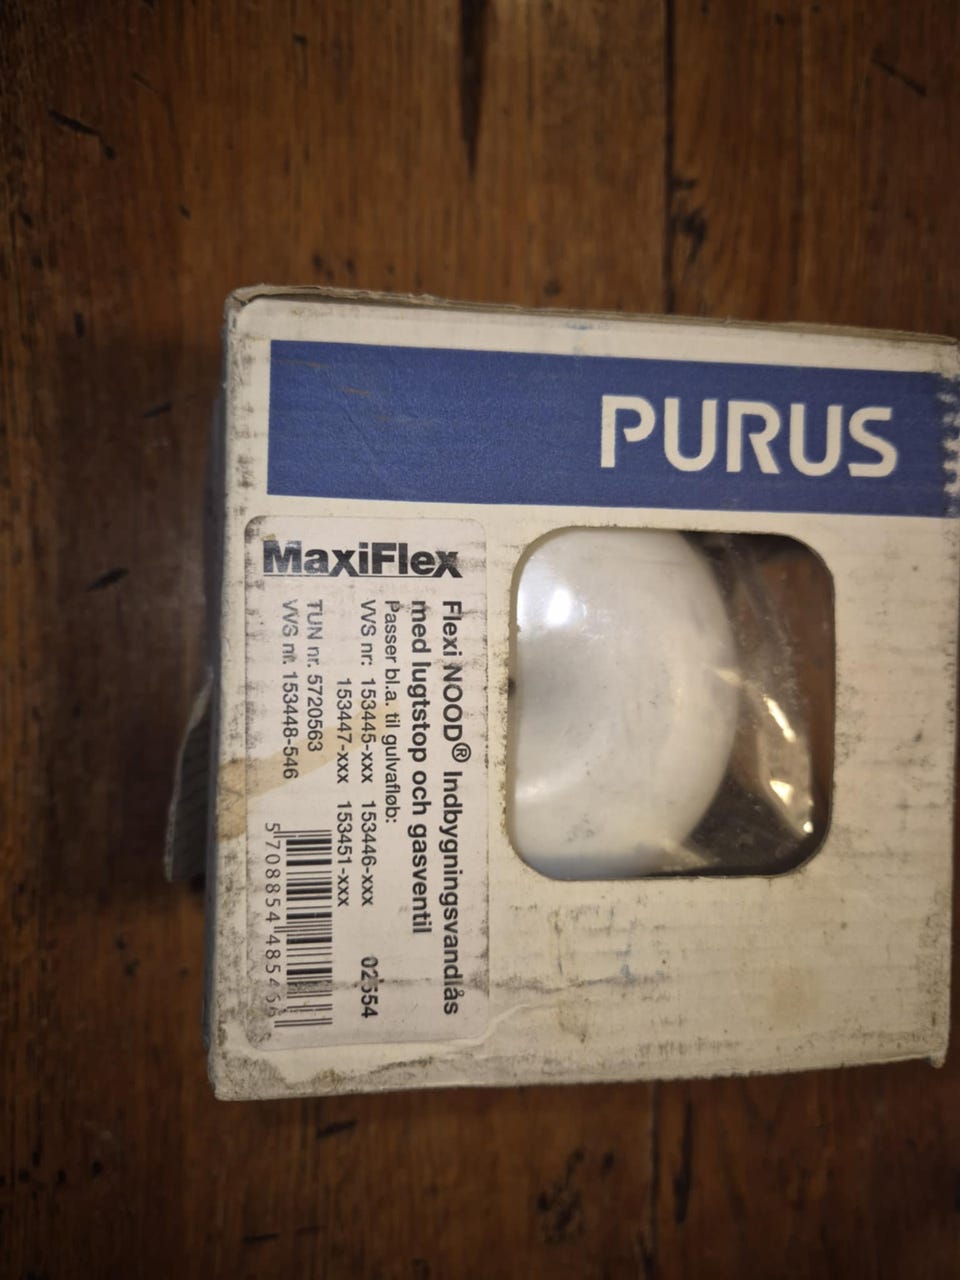 PURUS
MaxiFlex
Flexi NOOD® Indbygningsvandlås
med lugtstop och gasventil
Passer bl.a. til gulvafløb:
VVS nr: 153445-xxx 153446-xxx
153447-xxx 153451-xxx
TUN nr. 5720563
VVS nr. 153448-546